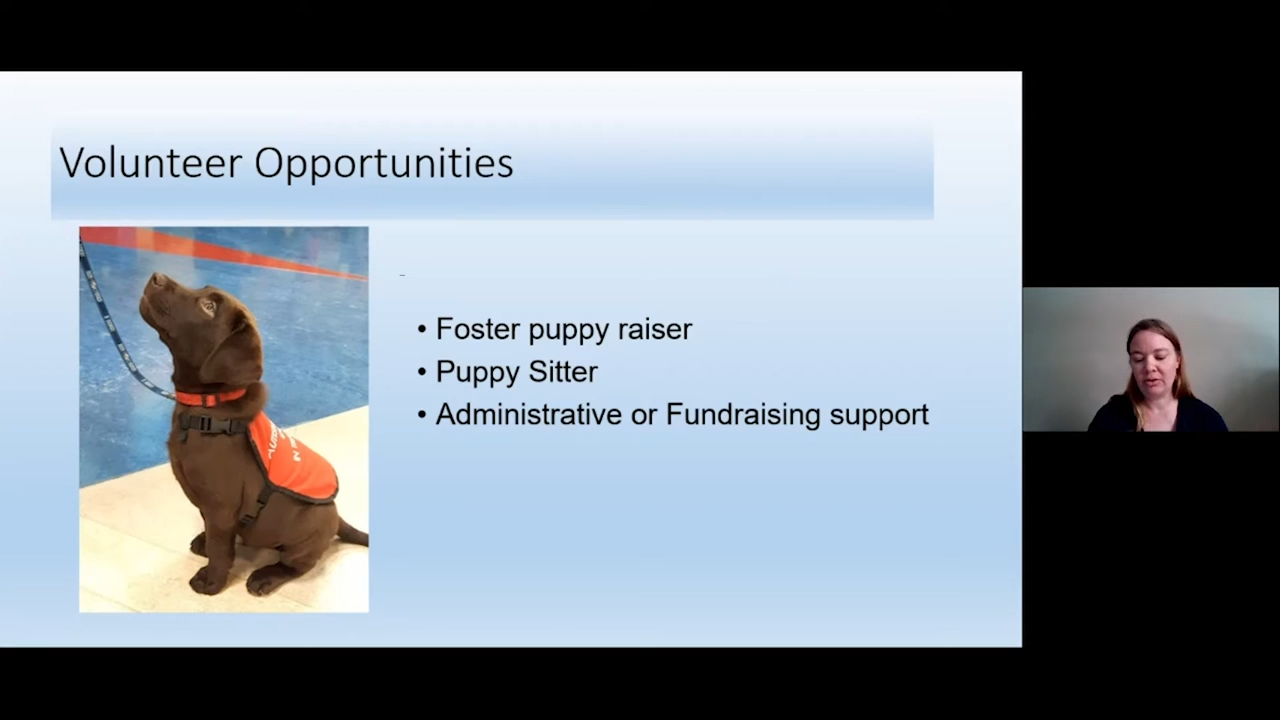 Volunteer Opportunities
• Foster puppy raiser
• Puppy Sitter
• Administrative or Fundraising support